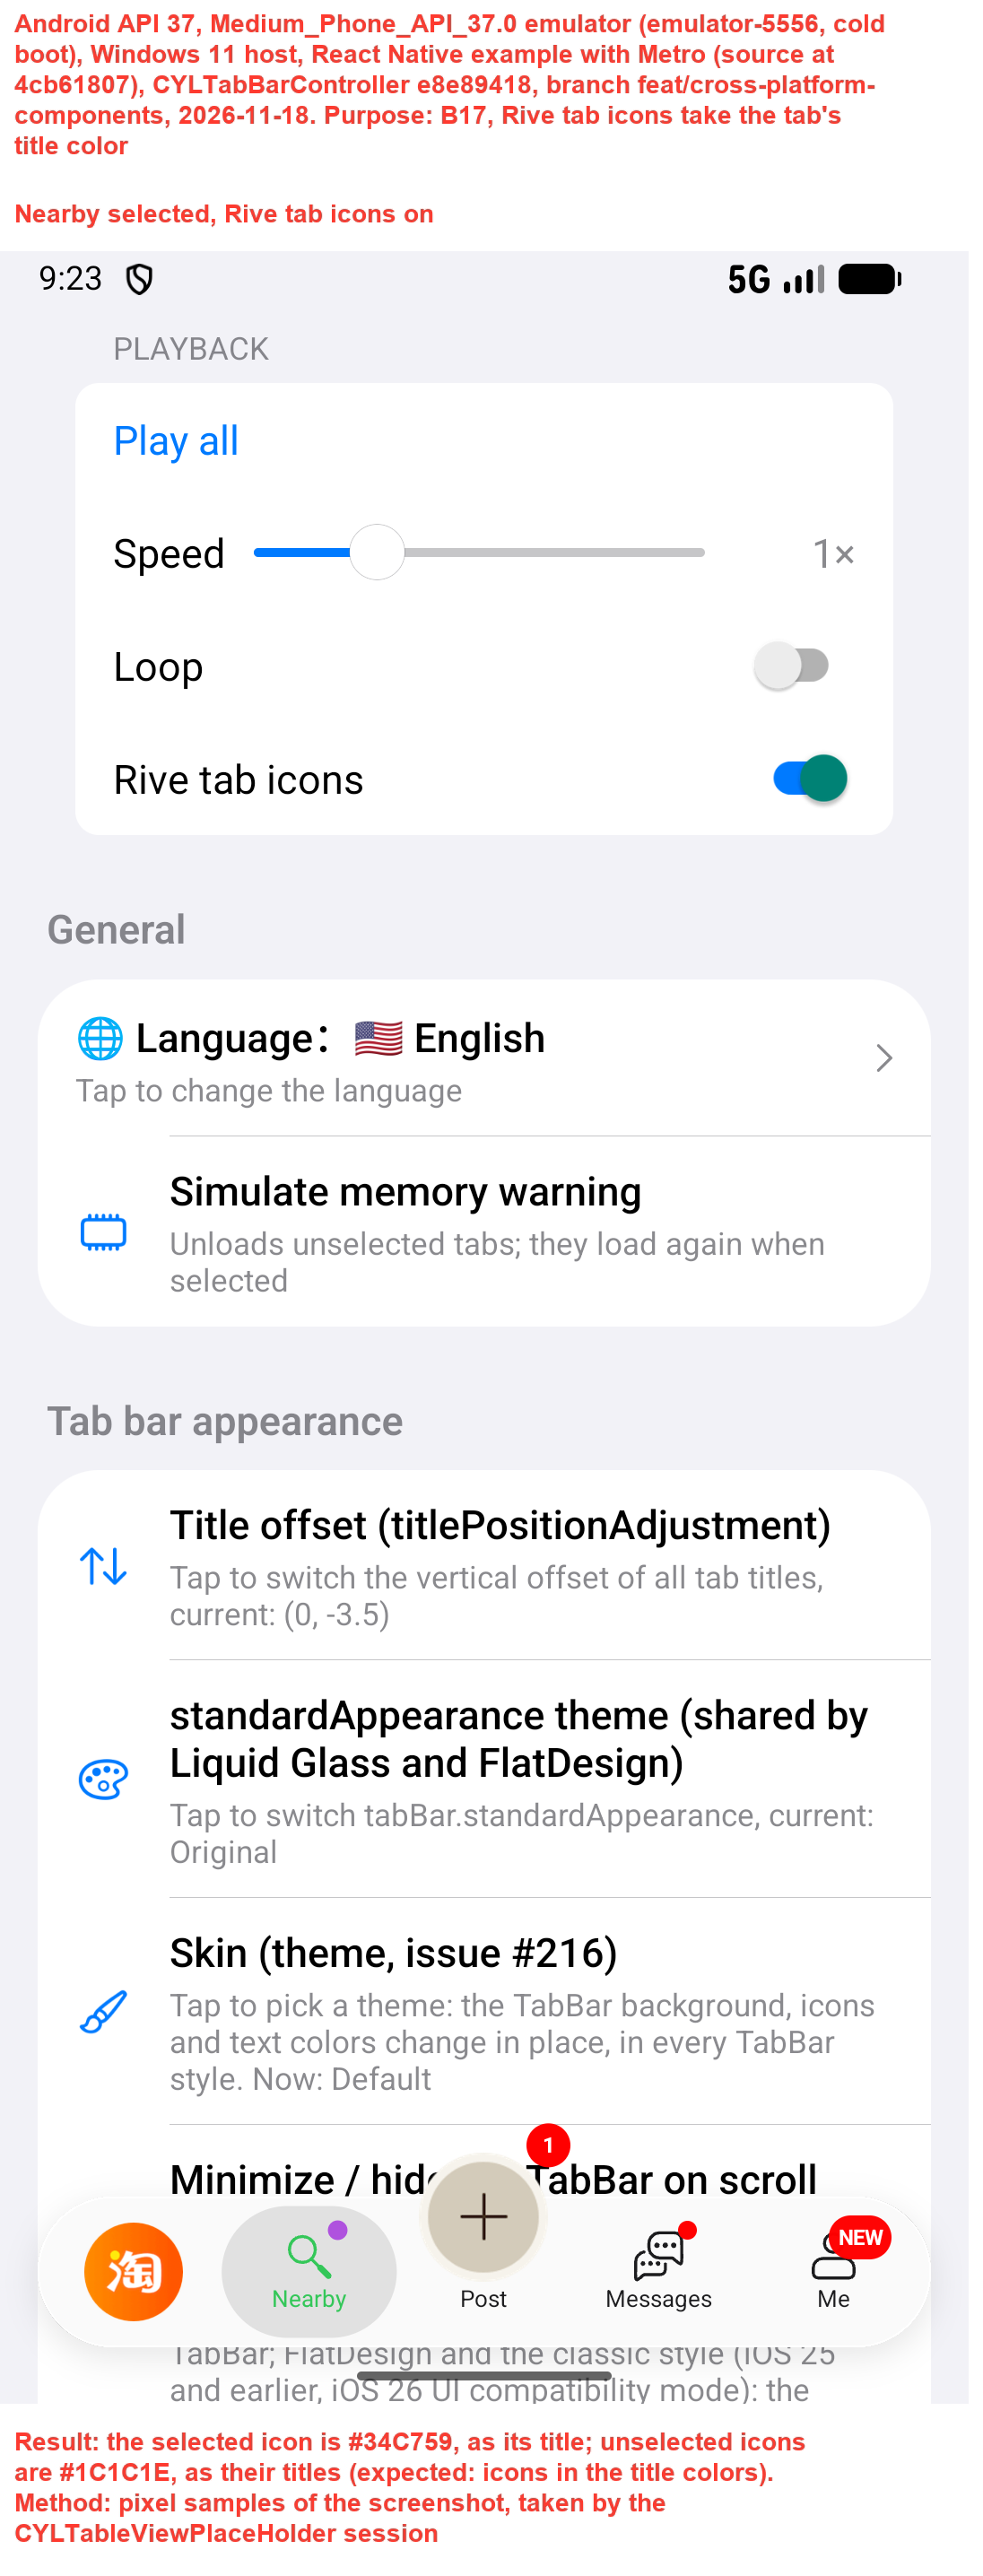 Android API 37, Medium_Phone_API_37.0 emulator (emulator-5556, cold
boot), Windows 11 host, React Native example with Metro (source at
4cb61807), CYLTabBarController e8e89418, branch feat/cross-platform-
components, 2026-11-18. Purpose: B17, Rive tab icons take the tab's
title color
Nearby selected, Rive tab icons on
9:23
5G
PLAYBACK
Play all
Speed
1×
Loop
Rive tab icons
General
Language： English
Tap to change the language
Simulate memory warning
Unloads unselected tabs; they load again when
selected
Tab bar appearance
Title offset (titlePositionAdjustment)
Tap to switch the vertical offset of all tab titles,
current: (0, -3.5)
standardAppearance theme (shared by
Liquid Glass and FlatDesign)
Tap to switch tabBar.standardAppearance, current:
Original
Skin (theme, issue #216)
Tap to pick a theme: the TabBar background, icons
and text colors change in place, in every TabBar
style. Now: Default
1
Minimize / hide TabBar on scroll
NEW
淘
Nearby
Post
Messages
Me
TabBar; FlatDesign and the classic style (iOS 25
and earlier, iOS 26 UI compatibility mode): the
Result: the selected icon is #34C759, as its title; unselected icons
are #1C1C1E, as their titles (expected: icons in the title colors).
Method: pixel samples of the screenshot, taken by the
CYLTableViewPlaceHolder session